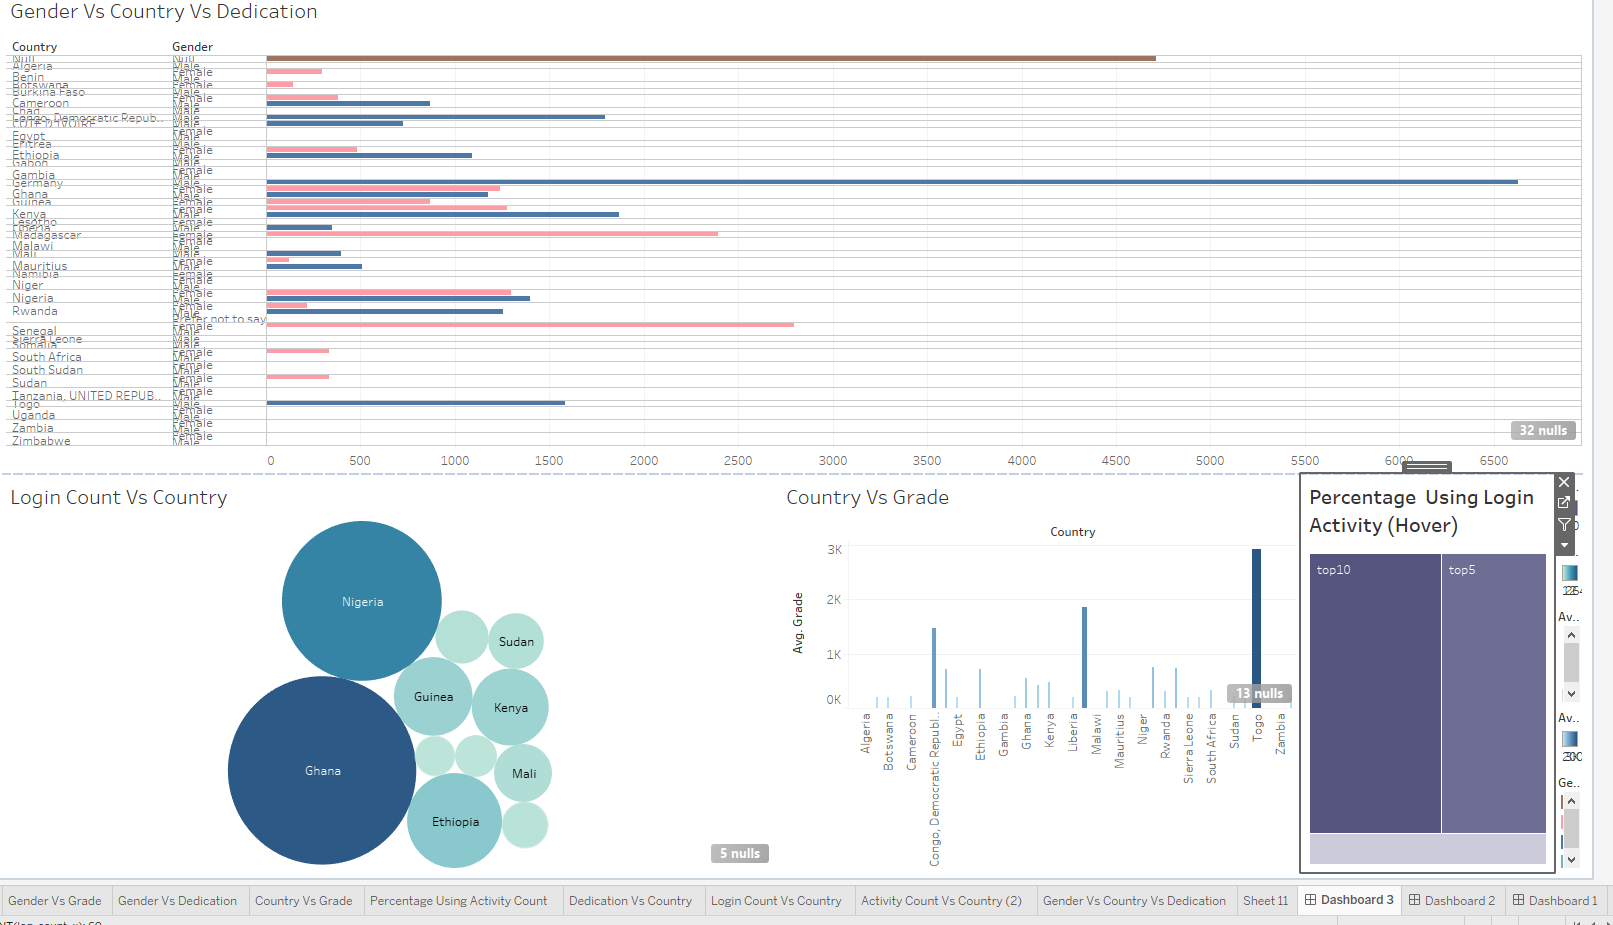 Gender Vs Country Vs Dedication
Country Gender
Null Null
Algeria Male
Female
Benin Male
Botswana Female
Burkina Faso Male
Female
Cameroon Male
Chad Male
Congo, Democratic Repub.. Male
COTE D'IVOIRE Male
Female
Egypt Male
Eritrea Male
Female
Ethiopia Male
Gabon Male
Female
Gambia Male
Germany Male
Female
Ghana Male
Guinea Female
Female
Kenya Male
Lesotho Female
Liberia Male
Madagascar Female
Female
Malawi Male
Mali Male
Female
Mauritius Male
Namibia Female
Female
Niger Male
Female
Nigeria Male
Female
Rwanda Male
Prefer not to say
Female
Senegal Male
Sierra Leone Male
Somalia Male
Female
South Africa Male
Female
South Sudan Male
Female
Sudan Male
Female
Tanzania, UNITED REPUB.. Male
Togo Male
Female
Uganda Male
Female
Zambia Male
Female
Zimbabwe Male
32 nulls
0 500 1000 1500 2000 2500 3000 3500 4000 4500 5000 5500 6000 6500
Login Count Vs Country
Nigeria
Sudan
Guinea
Kenya
Ghana
Mali
Ethiopia
5 nulls
Country Vs Grade
Country
Avg. Grade
3K
2K
1K
0K
13 nulls
Algeria
Botswana
Cameroon
Congo, Democratic Republ..
Egypt
Ethiopia
Gambia
Ghana
Kenya
Liberia
Malawi
Mauritius
Niger
Rwanda
Sierra Leone
South Africa
Sudan
Togo
Zambia
Percentage Using Login
Activity (Hover)
top10 top5
Av..
Av..
Ge..
Gender Vs Grade Gender Vs Dedication Country Vs Grade Percentage Using Activity Count Dedication Vs Country Login Count Vs Country Activity Count Vs Country (2) Gender Vs Country Vs Dedication Sheet 11 Dashboard 3 Dashboard 2 Dashboard 1